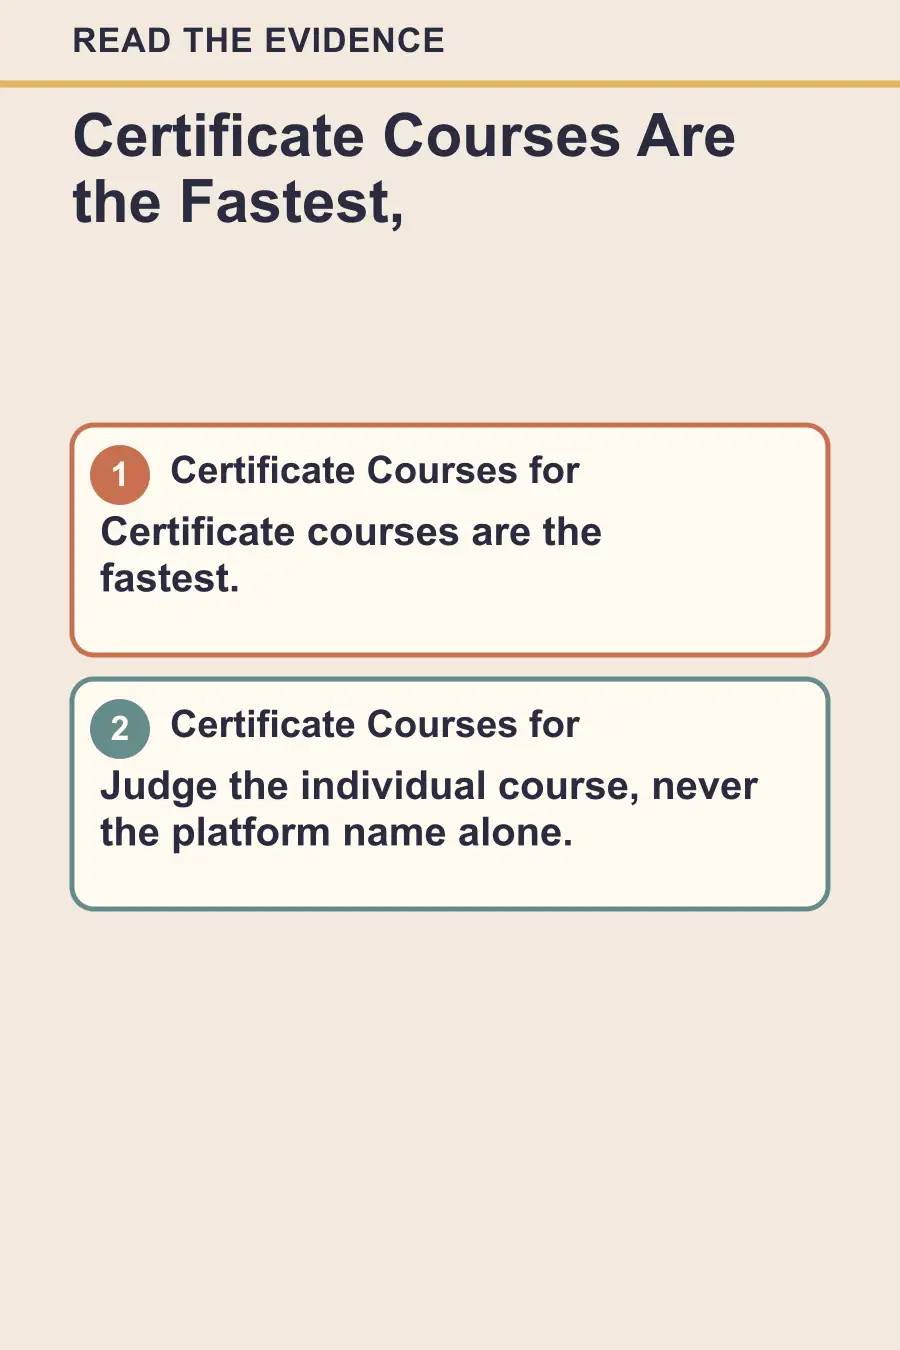 READ THE EVIDENCE
Certificate Courses Are
the Fastest,
1 Certificate Courses for
Certificate courses are the
fastest.
2 Certificate Courses for
Judge the individual course, never
the platform name alone.